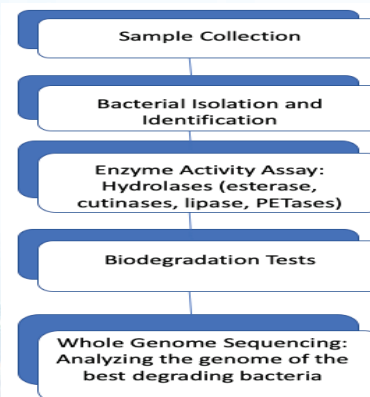 Sample Collection
Bacterial Isolation and
Identification
Enzyme Activity Assay:
Hydrolases (esterase,
cutinases, lipase, PETases)
Biodegradation Tests
Whole Genome Sequencing:
Analyzing the genome of the
best degrading bacteria